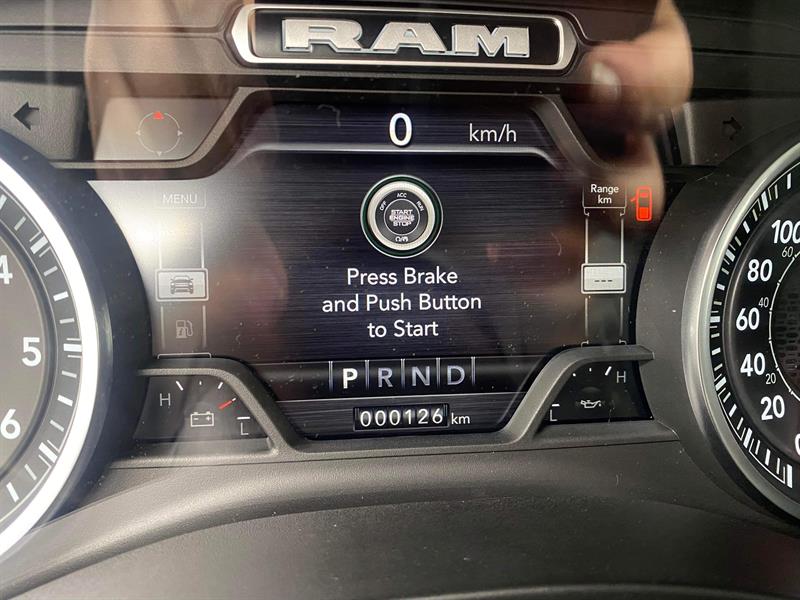 RAM
0 km/h
MENU
Range
km
ACC
OFF
RUN
START
ENGINE
STOP
Press Brake
and Push Button
to Start
---
P R N D
000126 km
H
L
H
L
4
5
6
100
80
60
40
20
0
60
40
20